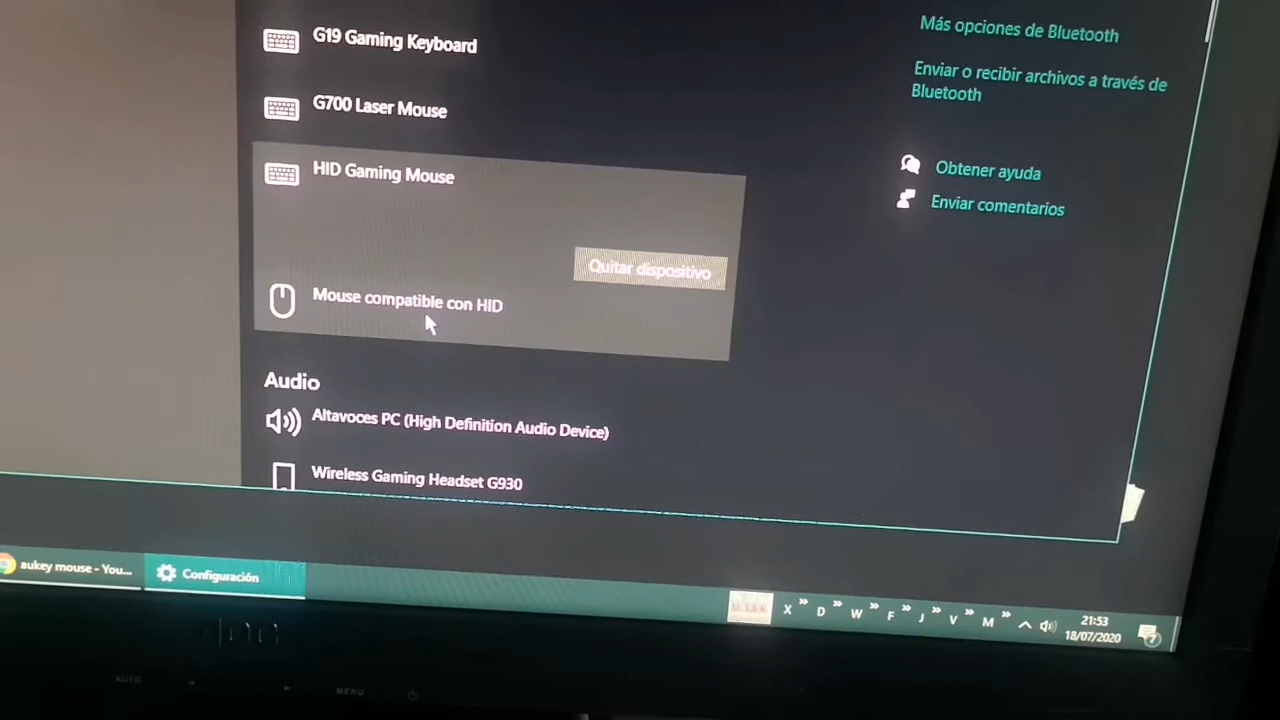 G19 Gaming Keyboard
G700 Laser Mouse
HID Gaming Mouse
Quitar dispositivo
Mouse compatible con HID
Audio
Altavoces PC (High Definition Audio Device)
Wireless Gaming Headset G930
Más opciones de Bluetooth
Enviar o recibir archivos a través de
Bluetooth
Obtener ayuda
Enviar comentarios
aukey mouse - You...
Configuración
X » D » W » F » J » V » M »
21:53
18/07/2020
AUTO
MENU